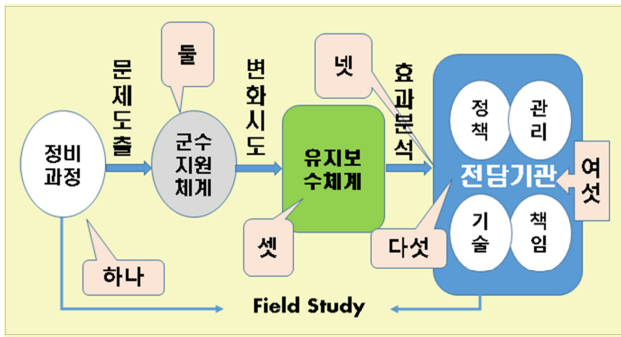 둘
문제도출
변화시도
넷
효과분석
정비
과정
군수
지원
체계
유지보
수체계
정책
관리
전담기관
여섯
기술
책임
하나
셋
다섯
Field Study